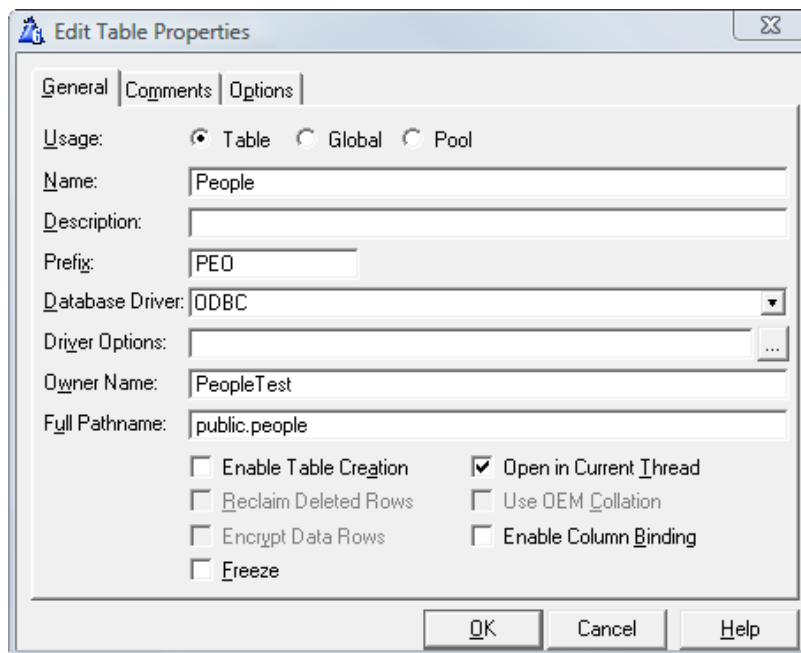 Edit Table Properties
General Comments Options
Usage: Table Global Pool
Name: People
Description:
Prefix: PEO
Database Driver: ODBC
Driver Options: ...
Owner Name: PeopleTest
Full Pathname: public.people
Enable Table Creation Open in Current Thread
Reclaim Deleted Rows Use OEM Collation
Encrypt Data Rows Enable Column Binding
Freeze
OK Cancel Help